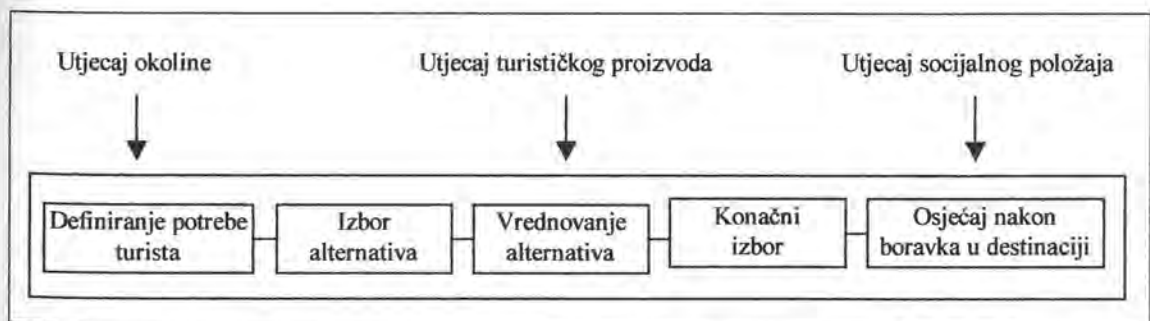 Utjecaj okoline
Utjecaj turističkog proizvoda
Utjecaj socijalnog položaja
Definiranje potrebe
turista
Izbor
alternativa
Vrednovanje
alternativa
Konačni
izbor
Osjećaj nakon
boravka u destinaciji